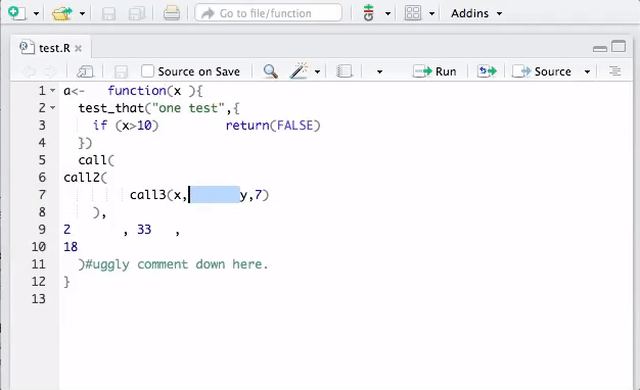 Go to file/function
Addins
test.R
Source on Save
Run
Source
1 a<-   function(x ){
2   test_that("one test",{
3     if (x>10)         return(FALSE)
4   })
5   call(
6 call2(
7          call3(x,       y,7)
8     ),
9 2       , 33   ,
10 18
11   )#uggly comment down here.
12 }
13